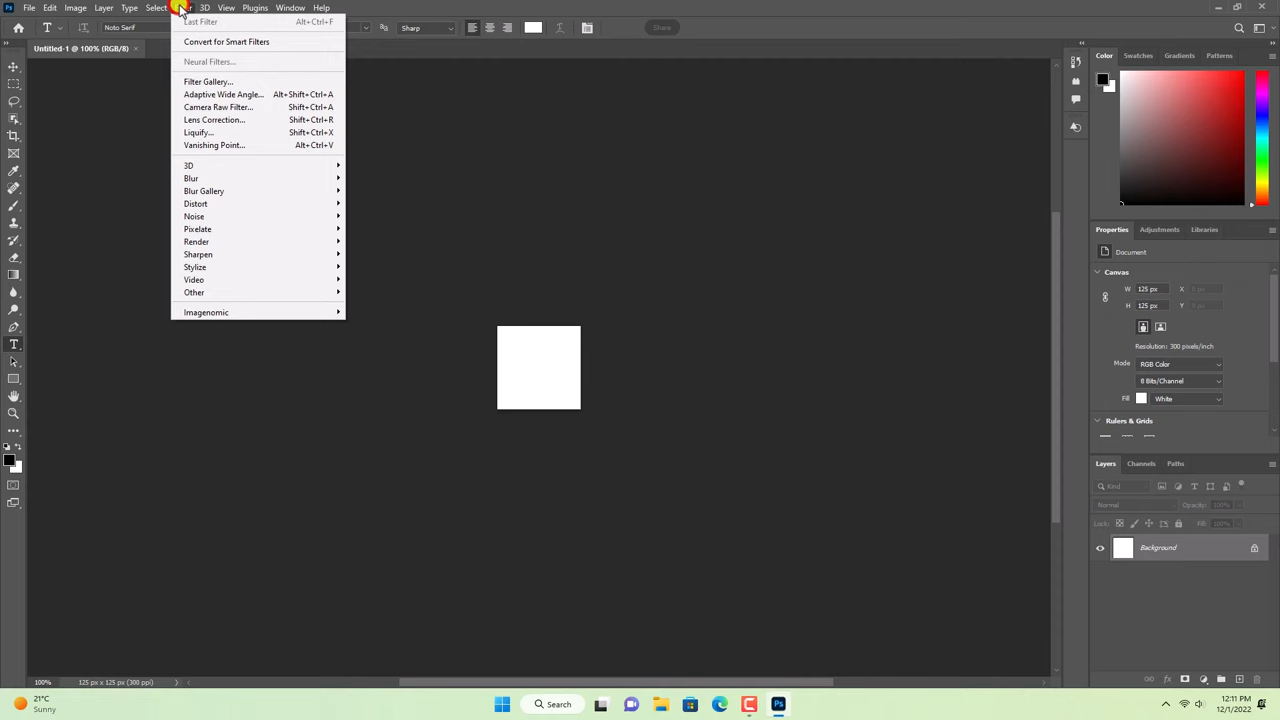 Ps File Edit Image Layer Type Select 3D View Plugins Window Help
T Noto Serif aa Sharp Share
Untitled-1 @ 100% (RGB/8) ×
Last Filter Alt+Ctrl+F
Convert for Smart Filters
Neural Filters...
Filter Gallery...
Adaptive Wide Angle... Alt+Shift+Ctrl+A
Camera Raw Filter... Shift+Ctrl+A
Lens Correction... Shift+Ctrl+R
Liquify... Shift+Ctrl+X
Vanishing Point... Alt+Ctrl+V
3D
Blur
Blur Gallery
Distort
Noise
Pixelate
Render
Sharpen
Stylize
Video
Other
Imagenomic
Color Swatches Gradients Patterns
Properties Adjustments Libraries
Document
Canvas
W 125 px X 0 px
H 125 px Y 0 px
Resolution: 300 pixels/inch
Mode RGB Color
8 Bits/Channel
Fill White
Rulers & Grids
Layers Channels Paths
Kind
Normal Opacity: 100%
Lock: Fill: 100%
Background
100% 125 px x 125 px (300 ppi)
21°C
Sunny
Search
Ps
12:11 PM
12/1/2022